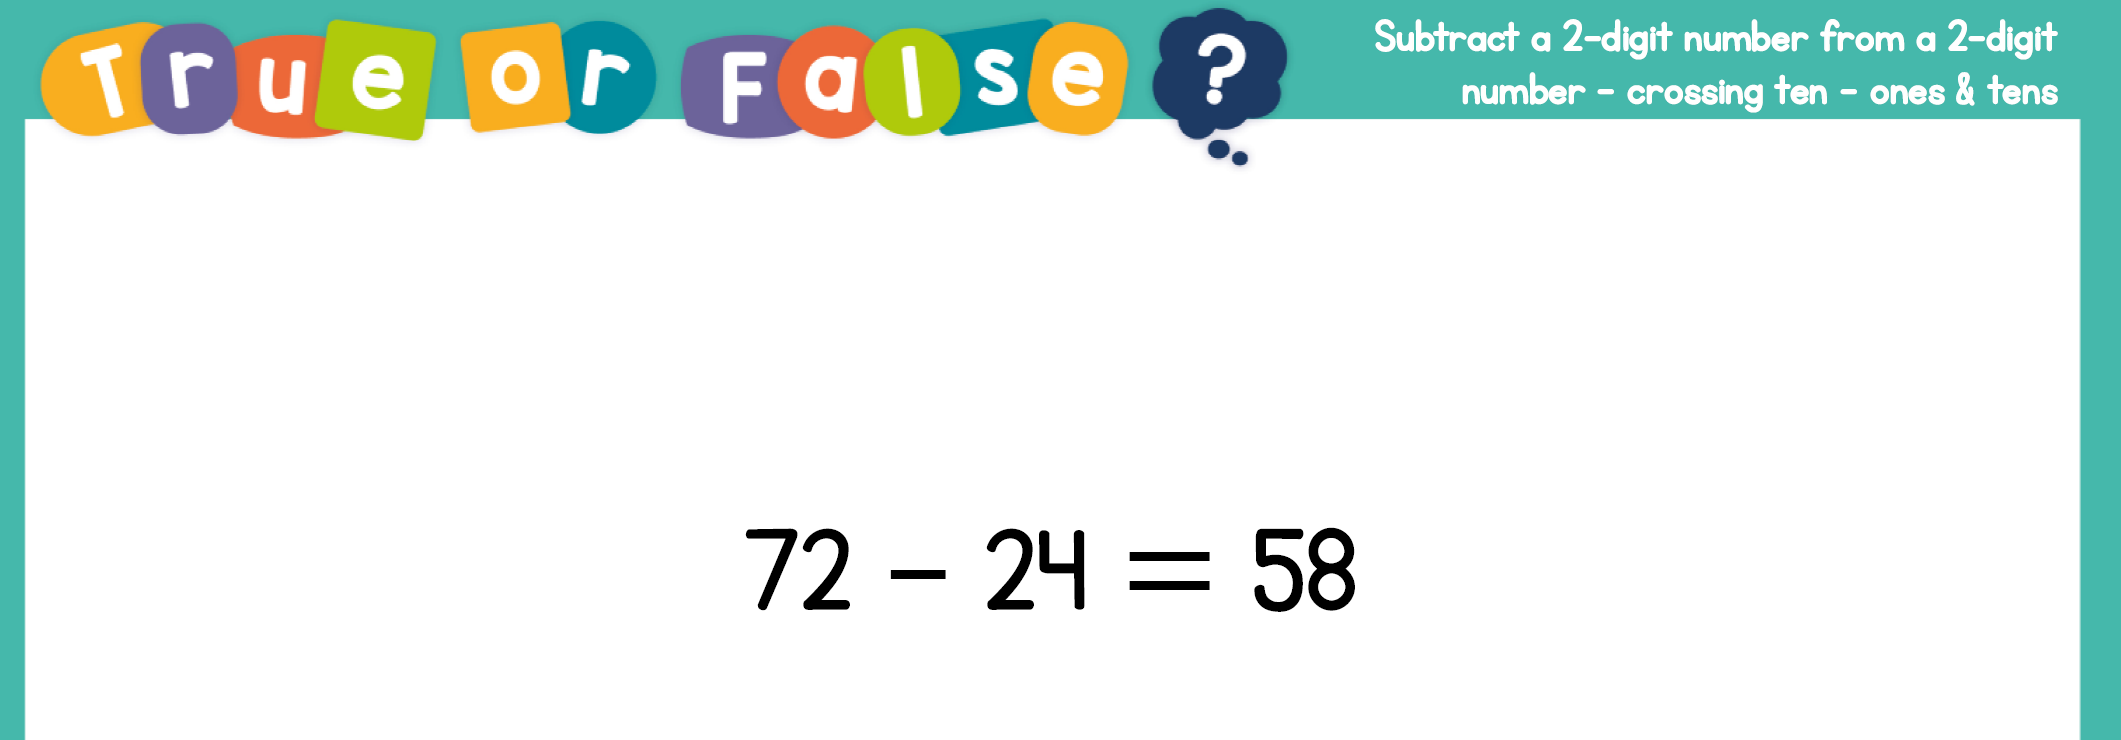 True or False ?
Subtract a 2-digit number from a 2-digit
number - crossing ten - ones & tens
72 - 24 = 58